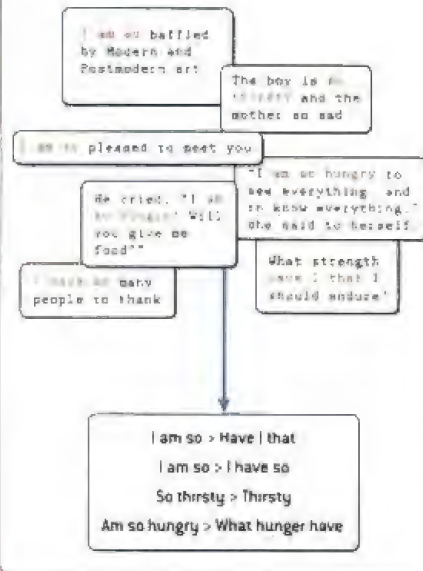 I am so baffled
by Modern and
Postmodern art
The boy is so
thirsty and the
mother so sad
I am so pleased to meet you
"I am so hungry to
see everything and
to know everything."
she said to herself.
He cried, "I am
so hungry! Will
you give me
food?"
What strength
have I that I
should endure?
I have so many
people to thank
I am so > Have I that
I am so > I have so
So thirsty > Thirsty
Am so hungry > What hunger have